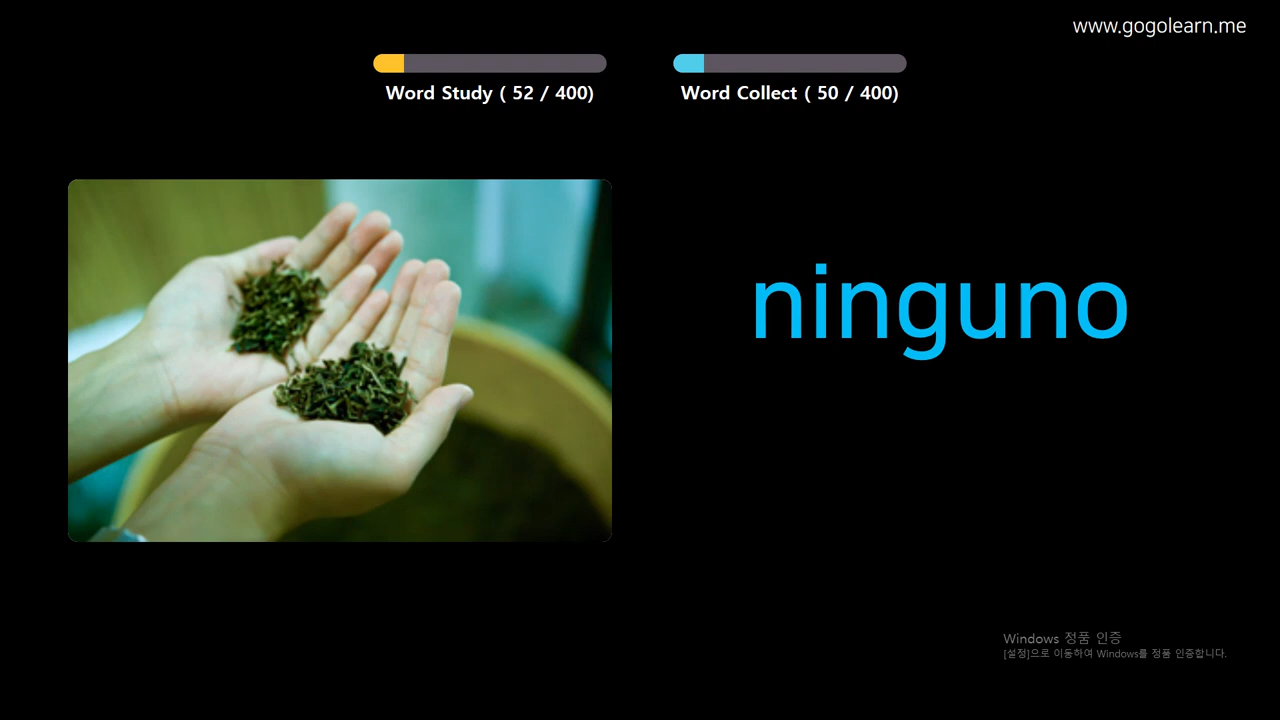 www.gogolearn.me
Word Study ( 52 / 400)
Word Collect ( 50 / 400)
ninguno
Windows 정품 인증
[설정]으로 이동하여 Windows를 정품 인증합니다.